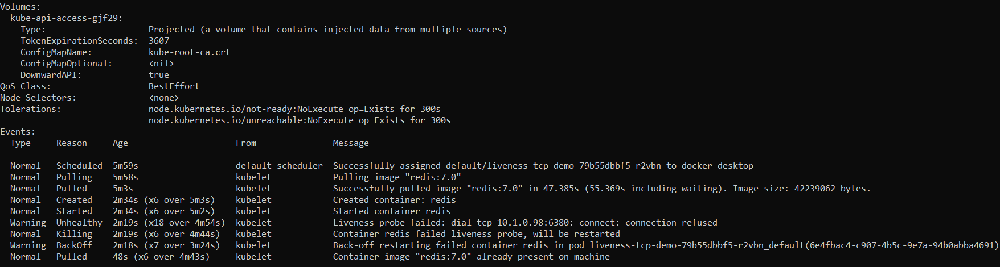 Volumes:
  kube-api-access-gjf29:
    Type:                    Projected (a volume that contains injected data from multiple sources)
    TokenExpirationSeconds:  3607
    ConfigMapName:           kube-root-ca.crt
    ConfigMapOptional:       <nil>
    DownwardAPI:             true
QoS Class:                   BestEffort
Node-Selectors:              <none>
Tolerations:                 node.kubernetes.io/not-ready:NoExecute op=Exists for 300s
                             node.kubernetes.io/unreachable:NoExecute op=Exists for 300s
Events:
  Type     Reason     Age                    From               Message
  ----     ------     ----                   ----               -------
  Normal   Scheduled  5m59s                  default-scheduler  Successfully assigned default/liveness-tcp-demo-79b55dbbf5-r2vbn to docker-desktop
  Normal   Pulling    5m58s                  kubelet            Pulling image "redis:7.0"
  Normal   Pulled     5m3s                   kubelet            Successfully pulled image "redis:7.0" in 47.385s (55.369s including waiting). Image size: 42239062 bytes.
  Normal   Created    2m34s (x6 over 5m3s)   kubelet            Created container: redis
  Normal   Started    2m34s (x6 over 5m2s)   kubelet            Started container redis
  Warning  Unhealthy  2m19s (x18 over 4m54s)  kubelet            Liveness probe failed: dial tcp 10.1.0.98:6380: connect: connection refused
  Normal   Killing    2m19s (x6 over 4m44s)  kubelet            Container redis failed liveness probe, will be restarted
  Warning  BackOff    2m18s (x7 over 3m24s)  kubelet            Back-off restarting failed container redis in pod liveness-tcp-demo-79b55dbbf5-r2vbn_default(6e4fbac4-c907-4b5c-9e7a-94b0abba4691)
  Normal   Pulled     48s (x6 over 4m43s)    kubelet            Container image "redis:7.0" already present on machine